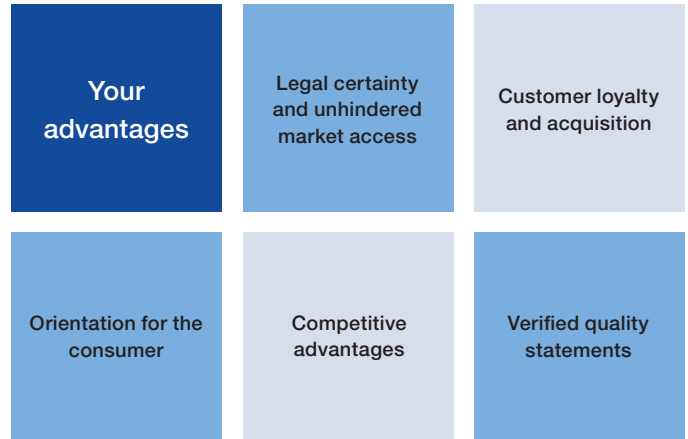 Your
advantages
Legal certainty
and unhindered
market access
Customer loyalty
and acquisition
Orientation for the
consumer
Competitive
advantages
Verified quality
statements